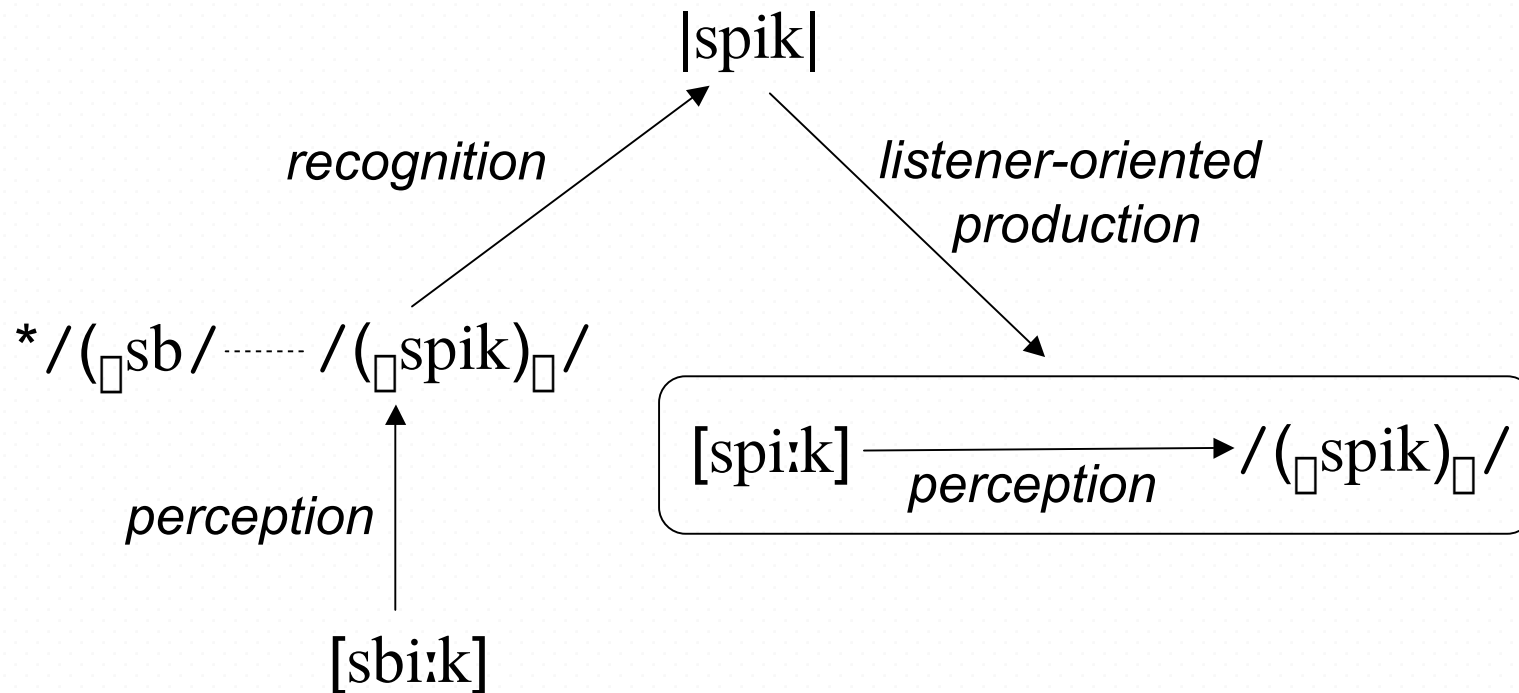 |spik|
recognition
listener-oriented
production
*/(▯sb/ -------- /(▯spik)▯/
[spiːk]
perception
/(▯spik)▯/
perception
[sbiːk]